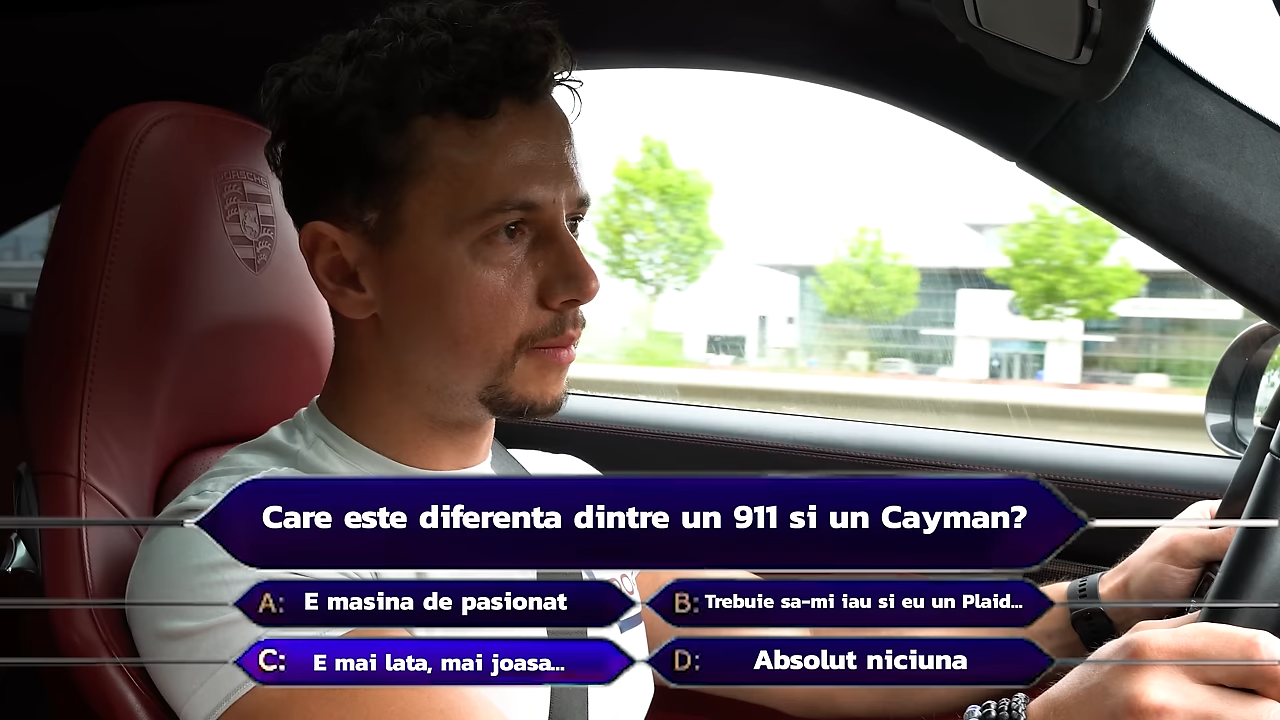 PORSCHE
Care este diferenta dintre un 911 si un Cayman?
A: E masina de pasionat
B: Trebuie sa-mi iau si eu un Plaid...
C: E mai lata, mai joasa...
D: Absolut niciuna